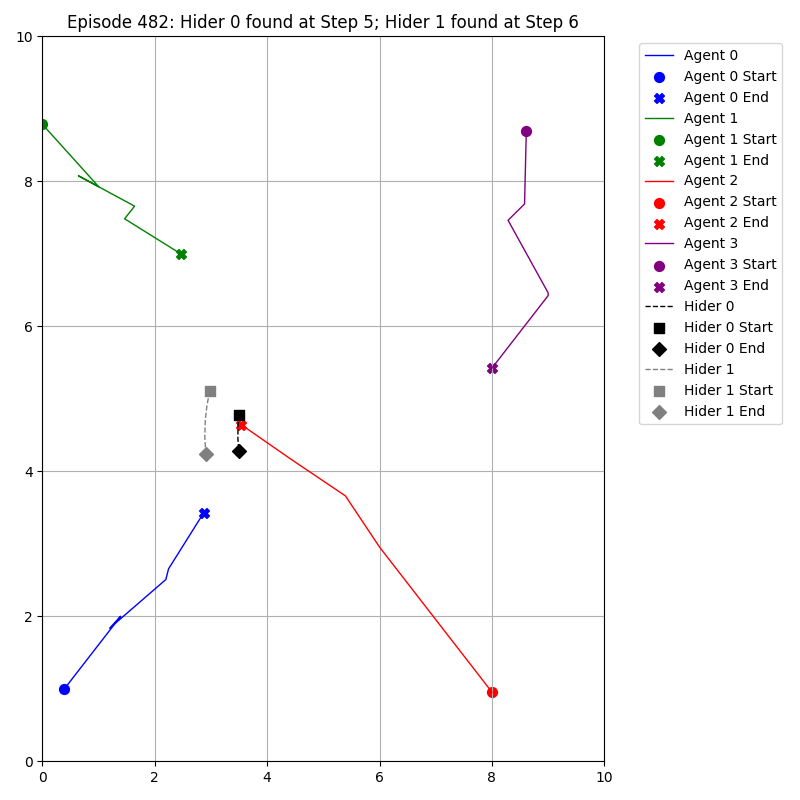 Episode 482: Hider 0 found at Step 5; Hider 1 found at Step 6
10
8
6
4
2
0
0
2
4
6
8
10
Agent 0
Agent 0 Start
Agent 0 End
Agent 1
Agent 1 Start
Agent 1 End
Agent 2
Agent 2 Start
Agent 2 End
Agent 3
Agent 3 Start
Agent 3 End
Hider 0
Hider 0 Start
Hider 0 End
Hider 1
Hider 1 Start
Hider 1 End